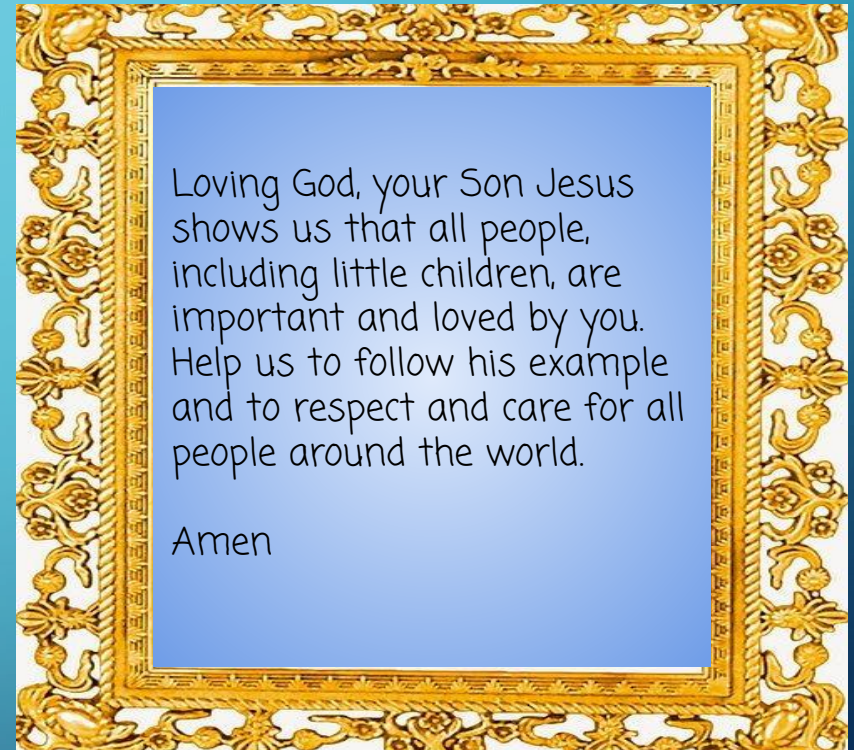 Loving God, your Son Jesus
shows us that all people,
including little children, are
important and loved by you.
Help us to follow his example
and to respect and care for all
people around the world.
Amen